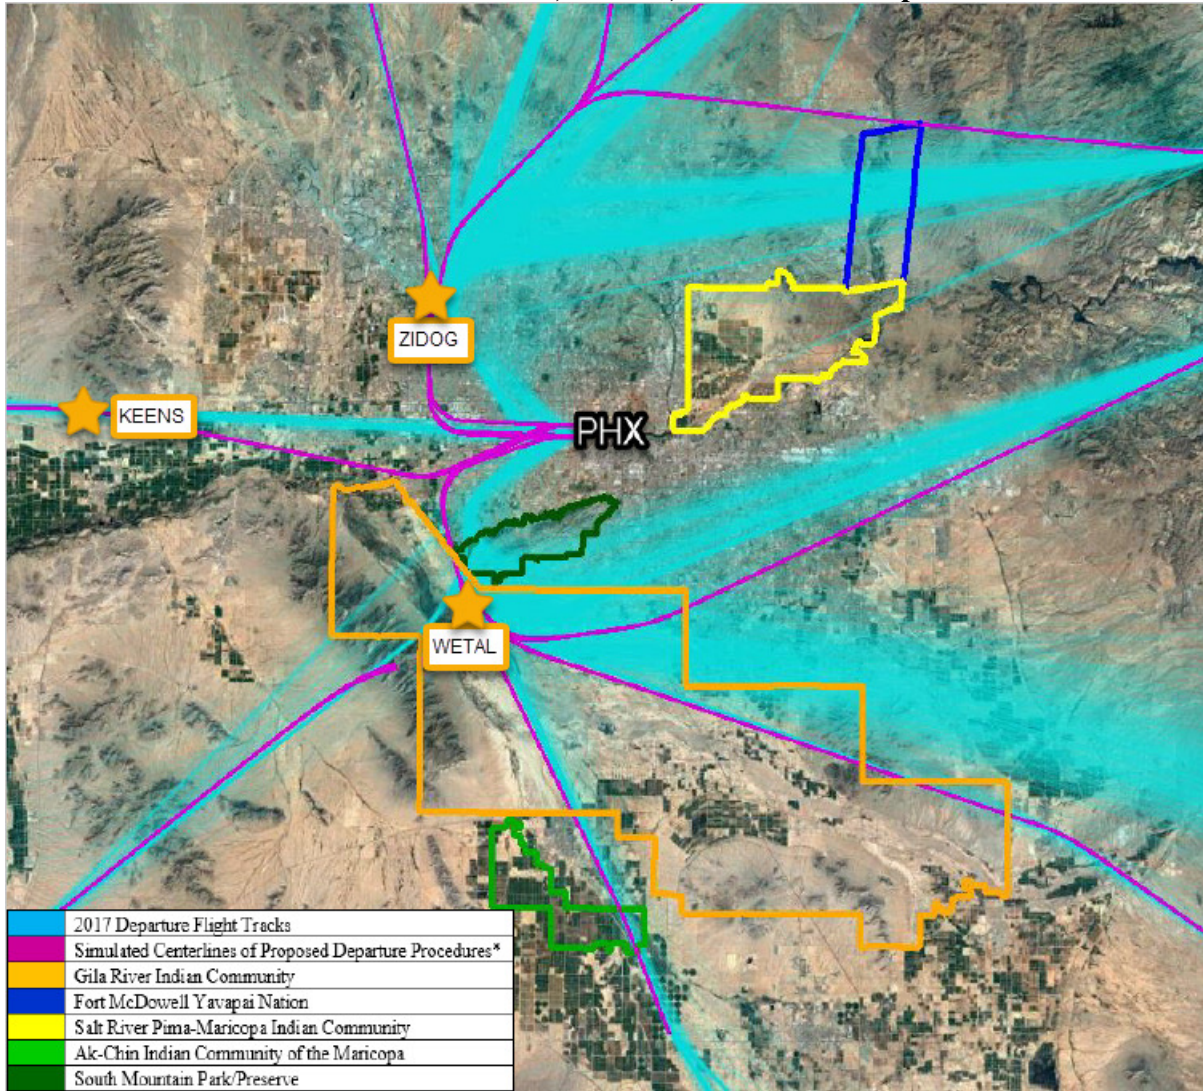 ZIDOG
KEENS
PHX
WETAL
2017 Departure Flight Tracks
Simulated Centerlines of Proposed Departure Procedures*
Gila River Indian Community
Fort McDowell Yavapai Nation
Salt River Pima-Maricopa Indian Community
Ak-Chin Indian Community of the Maricopa
South Mountain Park/Preserve